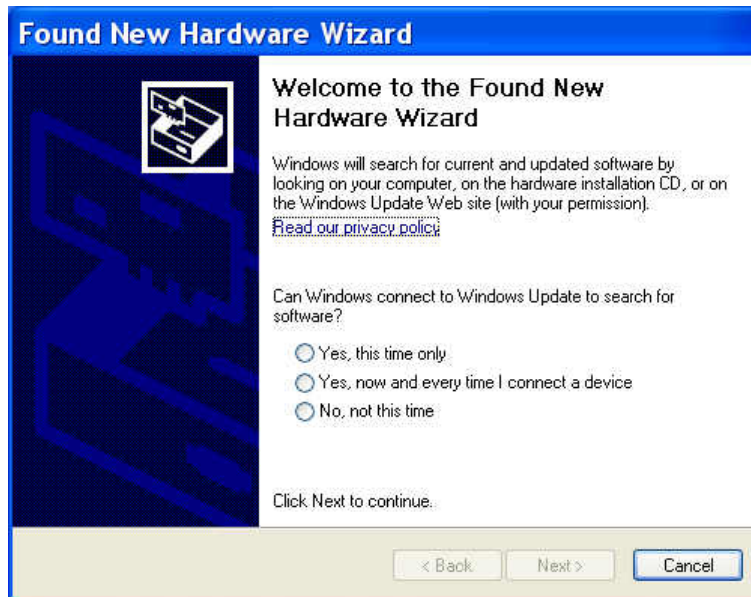 Found New Hardware Wizard
Welcome to the Found New
Hardware Wizard
Windows will search for current and updated software by
looking on your computer, on the hardware installation CD, or on
the Windows Update Web site (with your permission).
Read our privacy policy
Can Windows connect to Windows Update to search for
software?
Yes, this time only
Yes, now and every time I connect a device
No, not this time
Click Next to continue.
< Back
Next >
Cancel